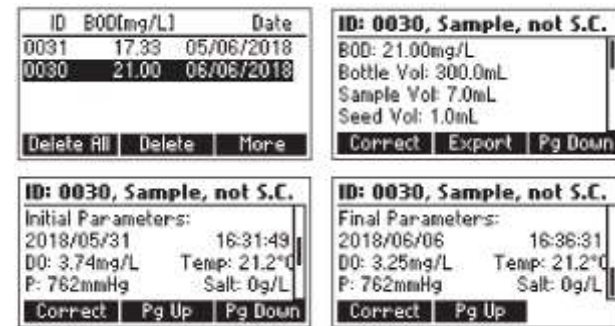 ID BOD[mg/L] Date
0031 17.33 05/06/2018
0030 21.00 06/06/2018
Delete All Delete More
ID: 0030, Sample, not S.C.
BOD: 21.00mg/L
Bottle Vol: 300.0mL
Sample Vol: 7.0mL
Seed Vol: 1.0mL
Correct Export Pg Down
ID: 0030, Sample, not S.C.
Initial Parameters:
2018/05/31 16:31:49
DO: 3.74mg/L Temp: 21.2°C
P: 762mmHg Salt: 0g/L
Correct Pg Up Pg Down
ID: 0030, Sample, not S.C.
Final Parameters:
2018/06/06 16:36:31
DO: 3.25mg/L Temp: 21.2°C
P: 762mmHg Salt: 0g/L
Correct Pg Up